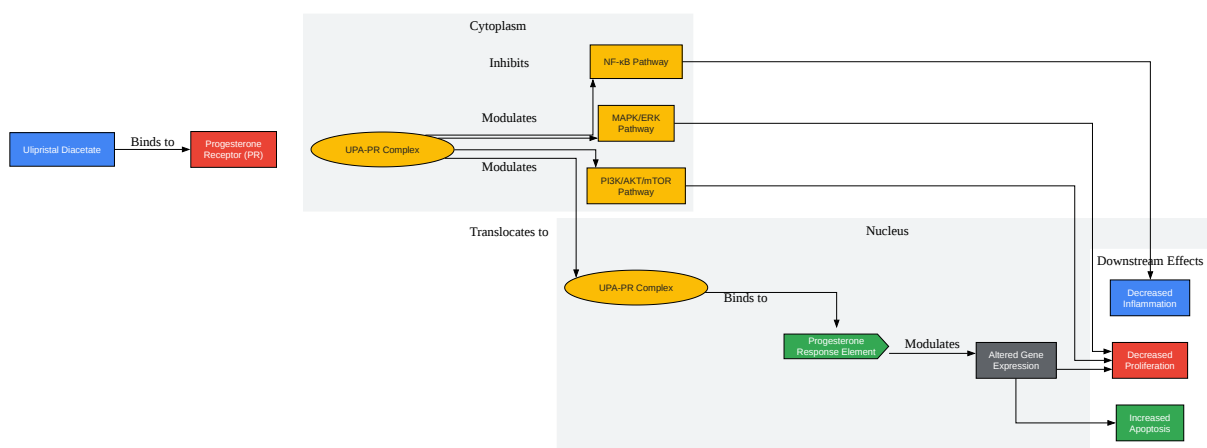 Cytoplasm
Inhibits
NF-κB Pathway
Modulates
MAPK/ERK
Pathway
Ulipristal Diacetate
Binds to
Progesterone
Receptor (PR)
UPA-PR Complex
Modulates
PI3K/AKT/mTOR
Pathway
Translocates to
Nucleus
Downstream Effects
UPA-PR Complex
Binds to
Decreased
Inflammation
Progesterone
Response Element
Modulates
Altered Gene
Expression
Decreased
Proliferation
Increased
Apoptosis